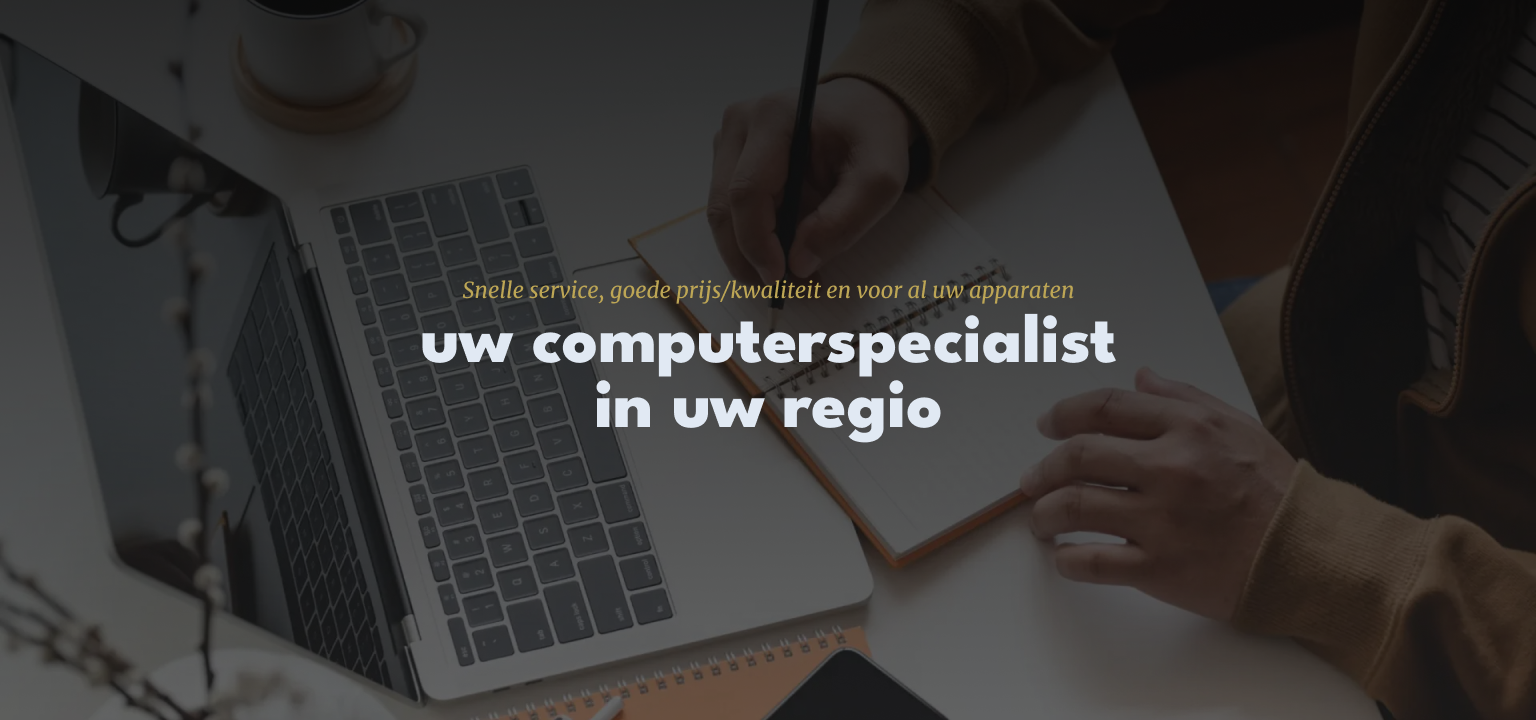 Snelle service, goede prijs/kwaliteit en voor al uw apparaten
uw computerspecialist
in uw regio